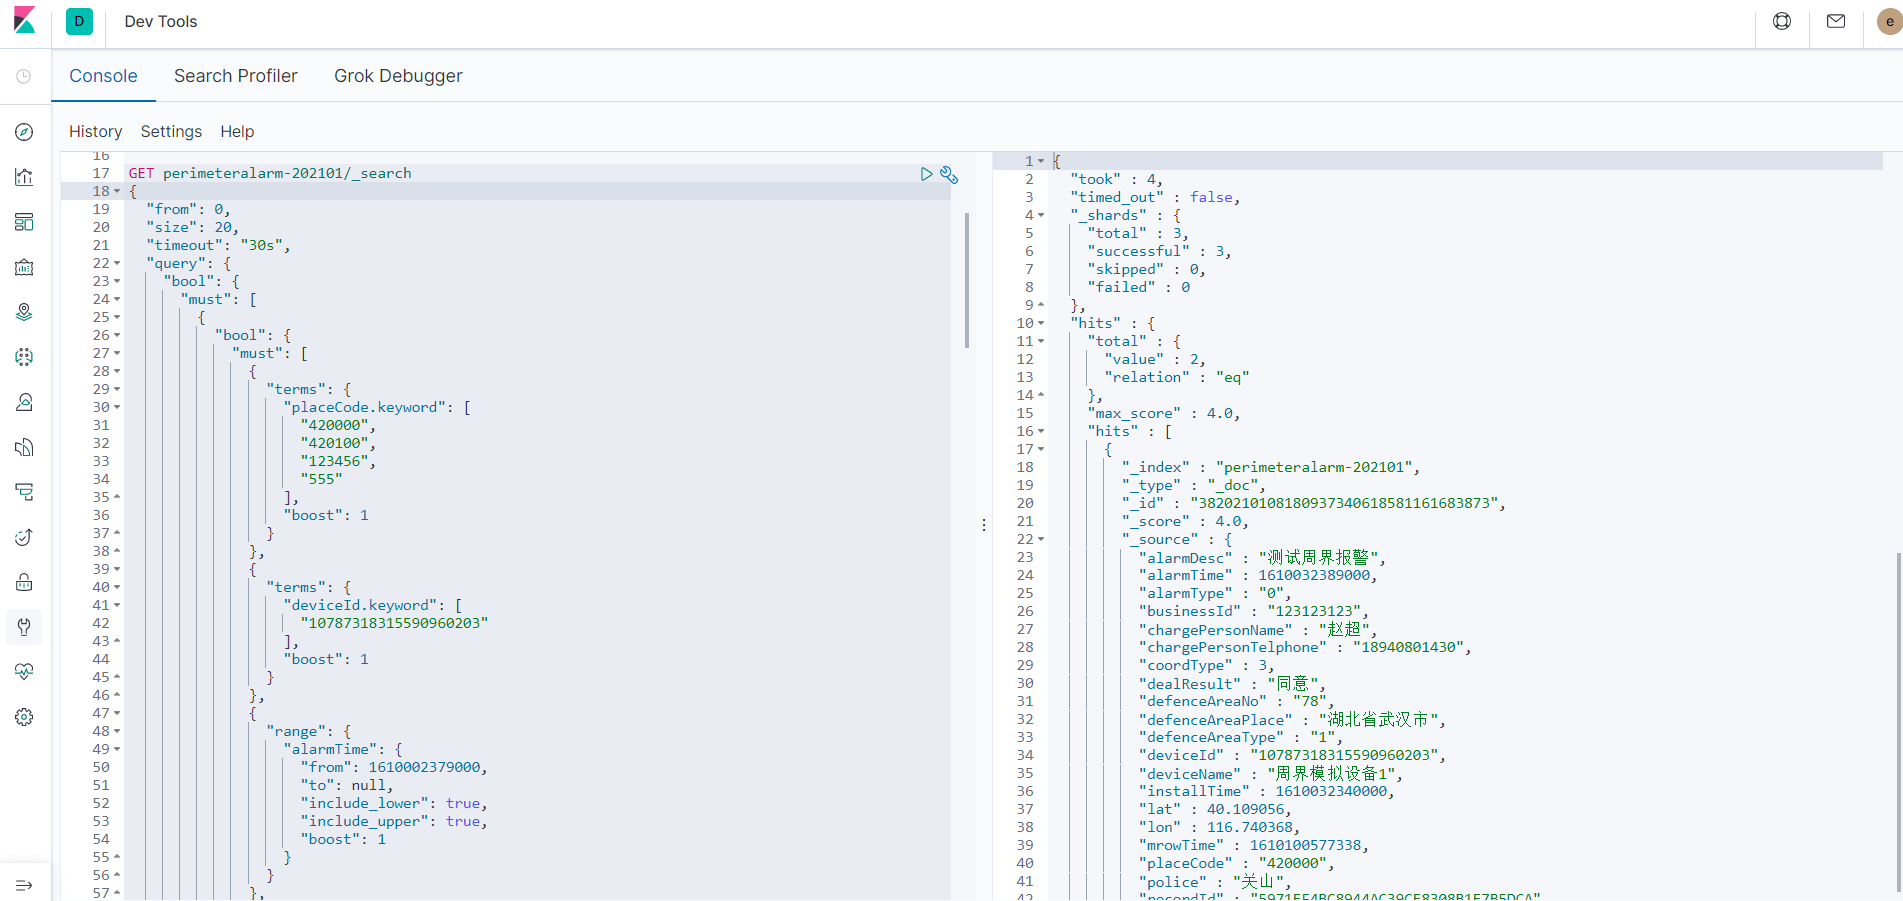 D Dev Tools e
Console Search Profiler Grok Debugger
History Settings Help
16
17 GET perimeteralarm-202101/_search
18 {
19 "from": 0,
20 "size": 20,
21 "timeout": "30s",
22 "query": {
23 "bool": {
24 "must": [
25 {
26 "bool": {
27 "must": [
28 {
29 "terms": {
30 "placeCode.keyword": [
31 "420000",
32 "420100",
33 "123456",
34 "555"
35 ],
36 "boost": 1
37 }
38 },
39 {
40 "terms": {
41 "deviceId.keyword": [
42 "10787318315590960203"
43 ],
44 "boost": 1
45 }
46 },
47 {
48 "range": {
49 "alarmTime": {
50 "from": 1610002379000,
51 "to": null,
52 "include_lower": true,
53 "include_upper": true,
54 "boost": 1
55 }
56 }
57 },
1 {
2 "took" : 4,
3 "timed_out" : false,
4 "_shards" : {
5 "total" : 3,
6 "successful" : 3,
7 "skipped" : 0,
8 "failed" : 0
9 },
10 "hits" : {
11 "total" : {
12 "value" : 2,
13 "relation" : "eq"
14 },
15 "max_score" : 4.0,
16 "hits" : [
17 {
18 "_index" : "perimeteralarm-202101",
19 "_type" : "_doc",
20 "_id" : "38202101081809373406185811616838​73",
21 "_score" : 4.0,
22 "_source" : {
23 "alarmDesc" : "测试周界报警",
24 "alarmTime" : 1610032389000,
25 "alarmType" : "0",
26 "businessId" : "123123123",
27 "chargePersonName" : "赵超",
28 "chargePersonTelphone" : "18940801430",
29 "coordType" : 3,
30 "dealResult" : "同意",
31 "defenceAreaNo" : "78",
32 "defenceAreaPlace" : "湖北省武汉市",
33 "defenceAreaType" : "1",
34 "deviceId" : "10787318315590960203",
35 "deviceName" : "周界模拟设备1",
36 "installTime" : 1610032340000,
37 "lat" : 40.109056,
38 "lon" : 116.740368,
39 "mrowTime" : 1610100577338,
40 "placeCode" : "420000",
41 "police" : "关山",
42 "recordId" :